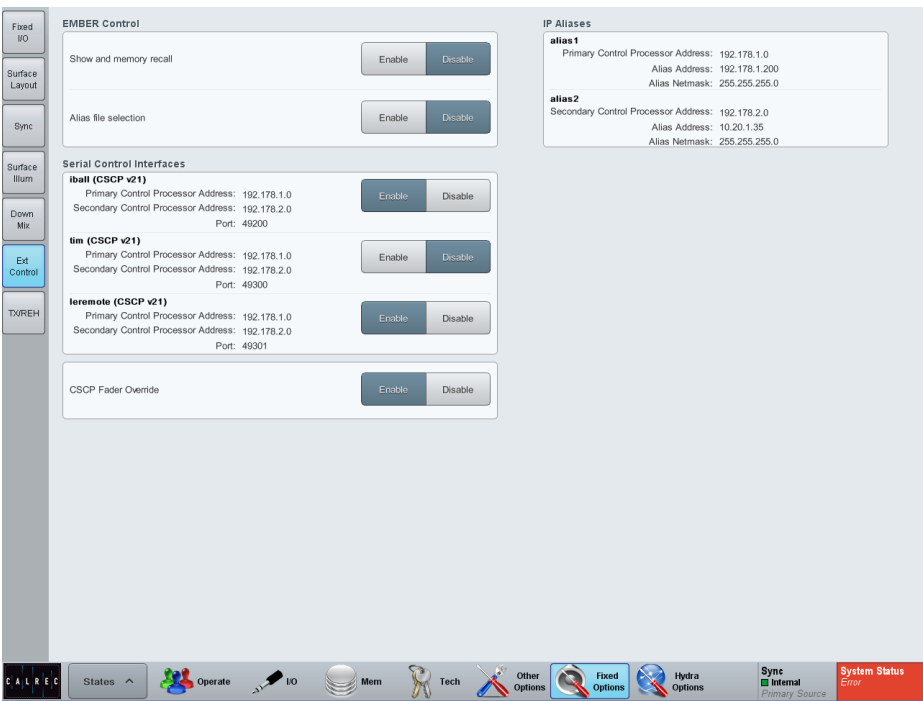 Fixed
I/O
Surface
Layout
Sync
Surface
Illum
Down
Mix
Ext
Control
TX/REH
EMBER Control
Show and memory recall
Enable
Disable
Alias file selection
Enable
Disable
Serial Control Interfaces
iball (CSCP v21)
Primary Control Processor Address: 192.178.1.0
Secondary Control Processor Address: 192.178.2.0
Port: 49200
Enable
Disable
tim (CSCP v21)
Primary Control Processor Address: 192.178.1.0
Secondary Control Processor Address: 192.178.2.0
Port: 49300
Enable
Disable
leremote (CSCP v21)
Primary Control Processor Address: 192.178.1.0
Secondary Control Processor Address: 192.178.2.0
Port: 49301
Enable
Disable
CSCP Fader Override
Enable
Disable
IP Aliases
alias1
Primary Control Processor Address: 192.178.1.0
Alias Address: 192.178.1.200
Alias Netmask: 255.255.255.0
alias2
Secondary Control Processor Address: 192.178.2.0
Alias Address: 10.20.1.35
Alias Netmask: 255.255.255.0
CALREC
States
Operate
I/O
Mem
Tech
Other
Options
Fixed
Options
Hydra
Options
Sync
Internal
Primary Source
System Status
Error